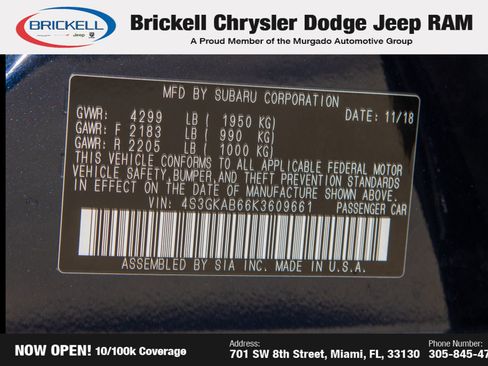 BRICKELL
Brickell Chrysler Dodge Jeep RAM
A Proud Member of the Murgado Automotive Group
MFD BY SUBARU CORPORATION
GVWR: 4299 LB ( 1950 KG) DATE: 11/18
GAWR: F 2183 LB ( 990 KG)
GAWR: R 2205 LB ( 1000 KG)
THIS VEHICLE CONFORMS TO ALL APPLICABLE FEDERAL MOTOR
VEHICLE SAFETY, BUMPER, AND THEFT PREVENTION STANDARDS
IN EFFECT ON THE DATE OF MANUFACTURE SHOWN ABOVE.
VIN: 4S3GKAB66K3609661 PASSENGER CAR
ASSEMBLED BY SIA INC. MADE IN U.S.A.
NOW OPEN! 10/100k Coverage
Address:
701 SW 8th Street, Miami, FL, 33130
Phone Number:
305-845-47